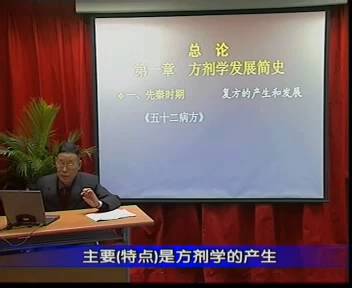 总 论
第一章 方剂学发展简史
一、先秦时期 复方的产生和发展
《五十二病方》
主要(特点)是方剂学的产生